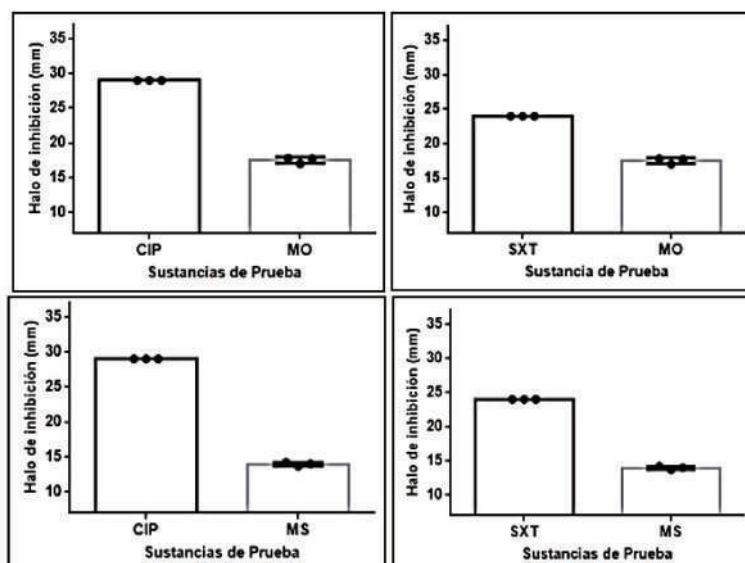 Halo de inhibición (mm)
35
30
25
20
15
10
CIP
MO
Sustancias de Prueba
Halo de inhibición (mm)
35
30
25
20
15
10
SXT
MO
Sustancia de Prueba
Halo de inhibición (mm)
35
30
25
20
15
10
CIP
MS
Sustancias de Prueba
Halo de inhibición (mm)
35
30
25
20
15
10
SXT
MS
Sustancias de Prueba